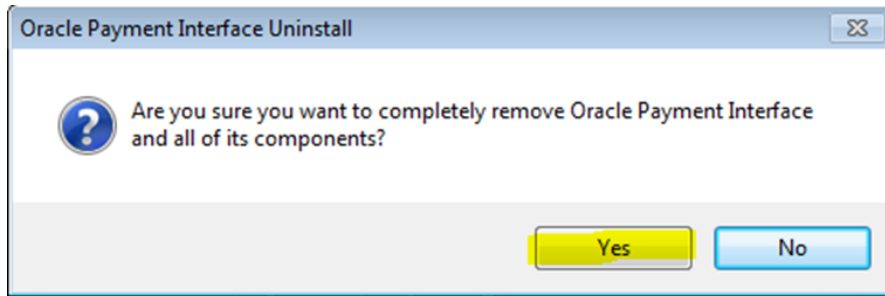 Oracle Payment Interface Uninstall
Are you sure you want to completely remove Oracle Payment Interface
and all of its components?
Yes
No